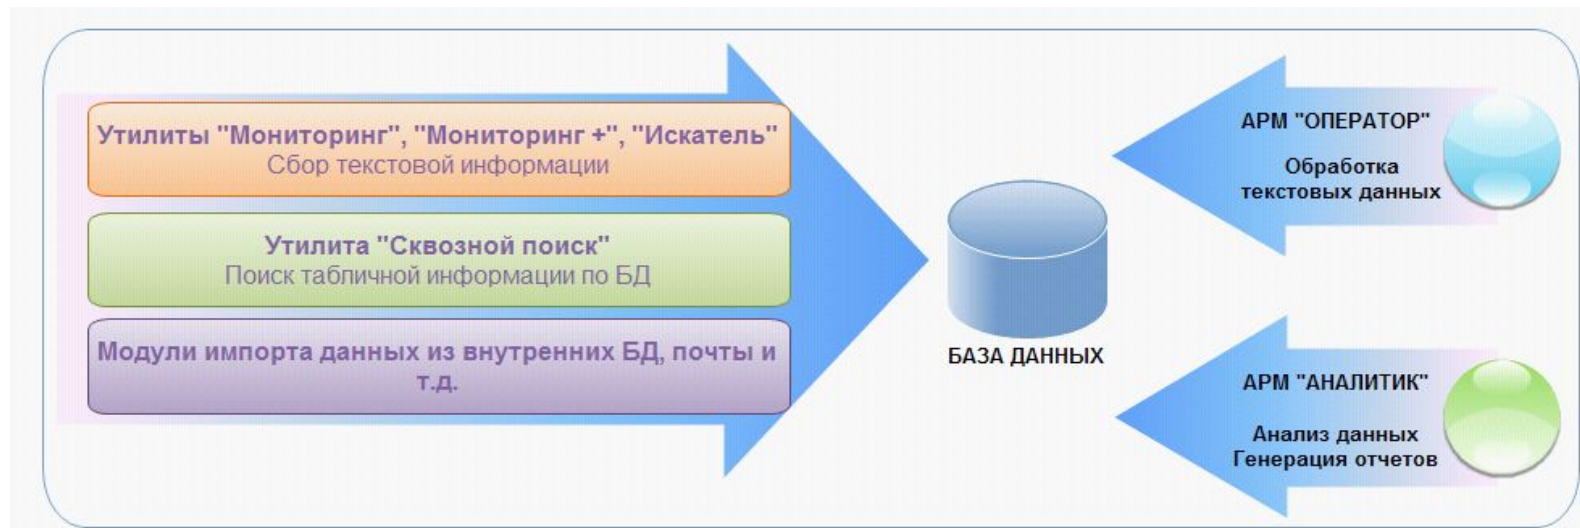 Утилиты "Мониторинг", "Мониторинг +", "Искатель"
Сбор текстовой информации
Утилита "Сквозной поиск"
Поиск табличной информации по БД
Модули импорта данных из внутренних БД, почты и
т.д.
БАЗА ДАННЫХ
АРМ "ОПЕРАТОР"
Обработка
текстовых данных
АРМ "АНАЛИТИК"
Анализ данных
Генерация отчетов